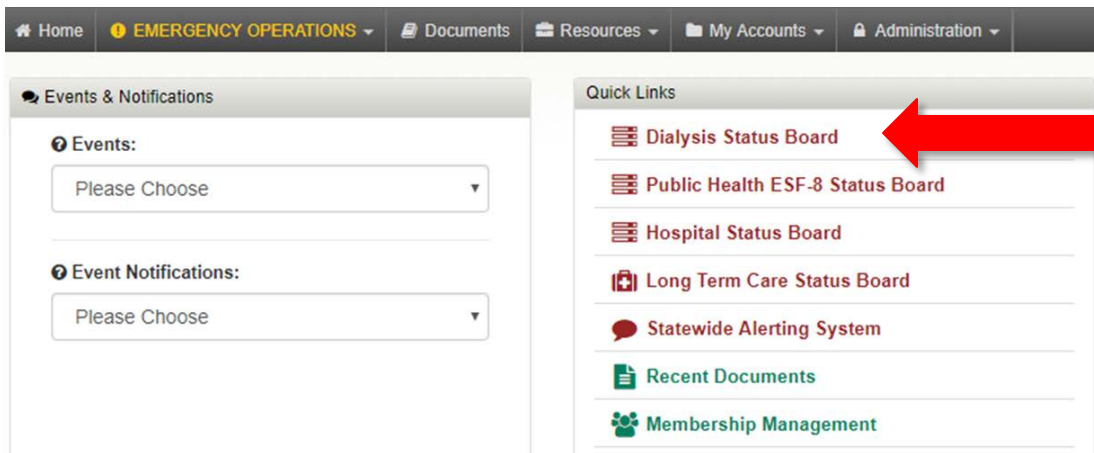 Home EMERGENCY OPERATIONS Documents Resources My Accounts Administration
Events & Notifications
Events:
Please Choose
Event Notifications:
Please Choose
Quick Links
Dialysis Status Board
Public Health ESF-8 Status Board
Hospital Status Board
Long Term Care Status Board
Statewide Alerting System
Recent Documents
Membership Management